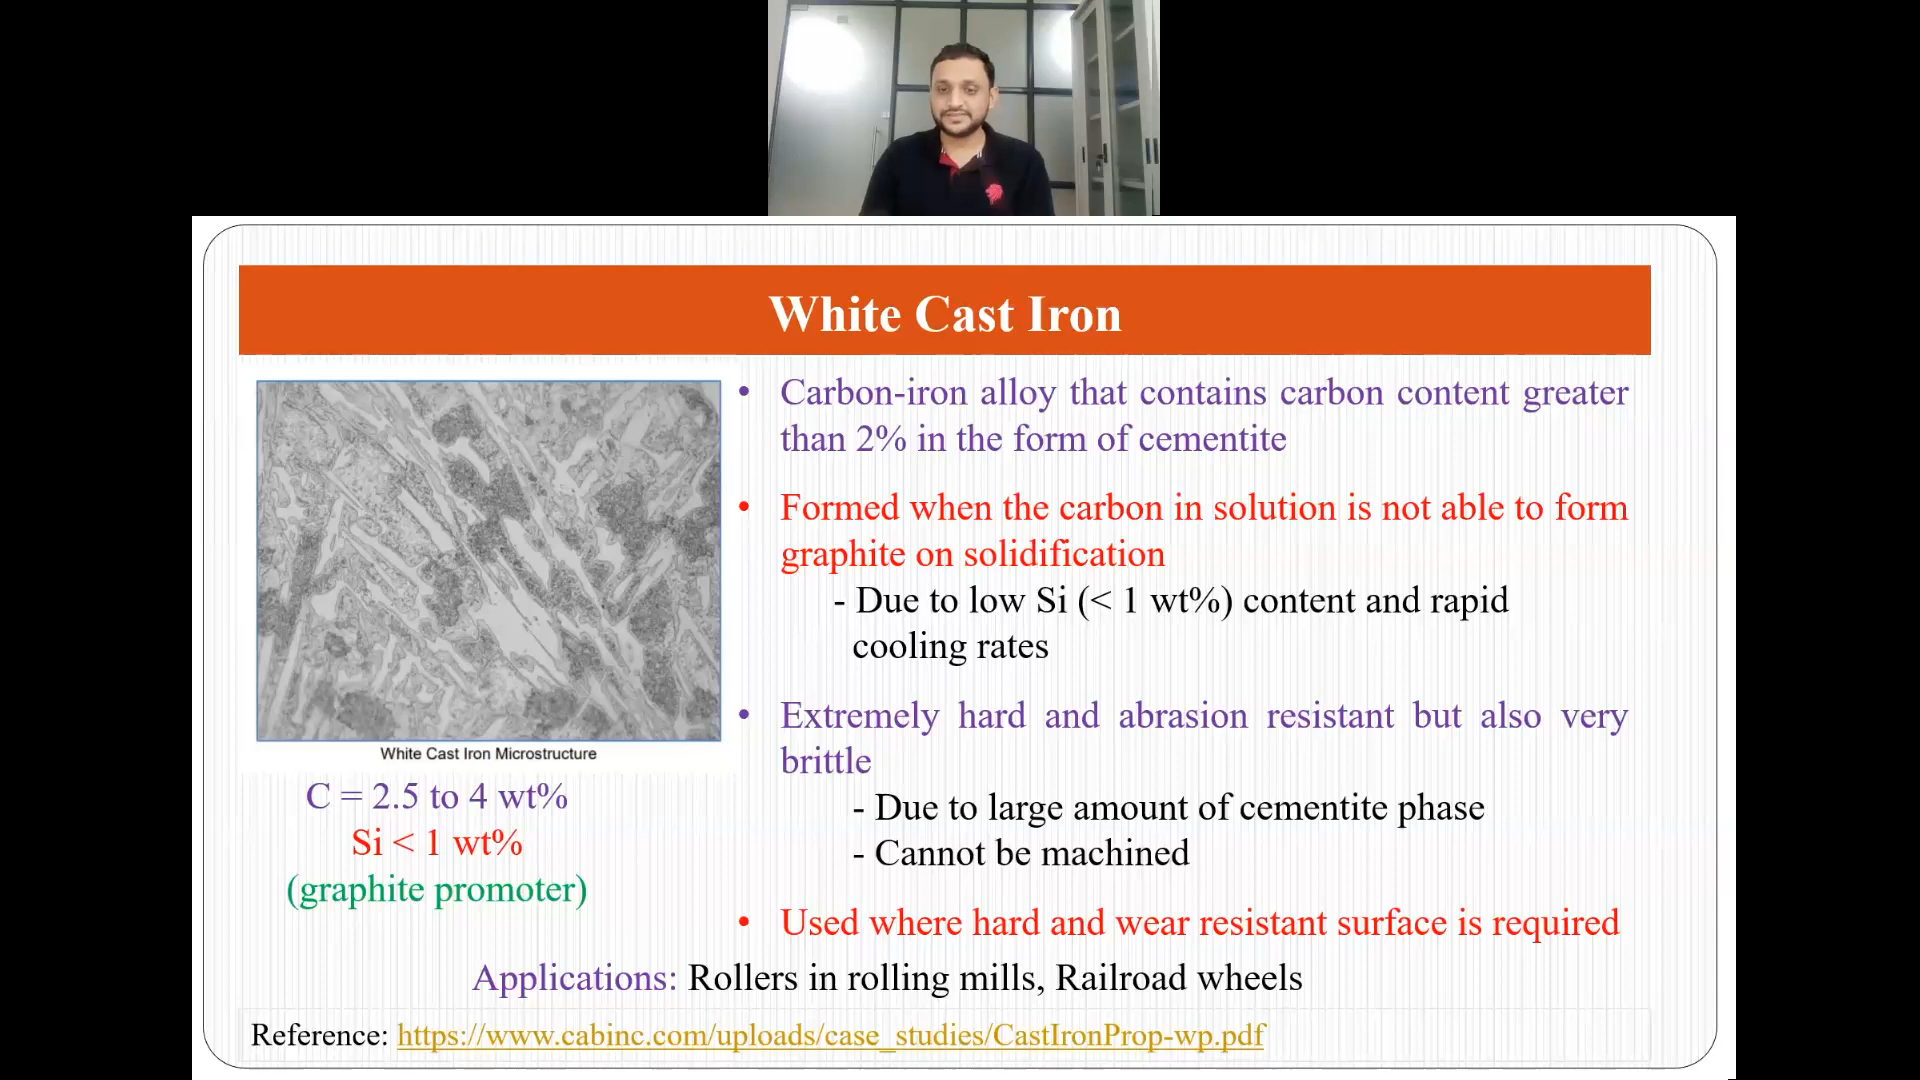 White Cast Iron
• Carbon-iron alloy that contains carbon content greater
than 2% in the form of cementite
• Formed when the carbon in solution is not able to form
graphite on solidification
- Due to low Si (< 1 wt%) content and rapid
cooling rates
• Extremely hard and abrasion resistant but also very
brittle
- Due to large amount of cementite phase
- Cannot be machined
• Used where hard and wear resistant surface is required
White Cast Iron Microstructure
C = 2.5 to 4 wt%
Si < 1 wt%
(graphite promoter)
Applications: Rollers in rolling mills, Railroad wheels
Reference: https://www.cabinc.com/uploads/case_studies/CastIronProp-wp.pdf